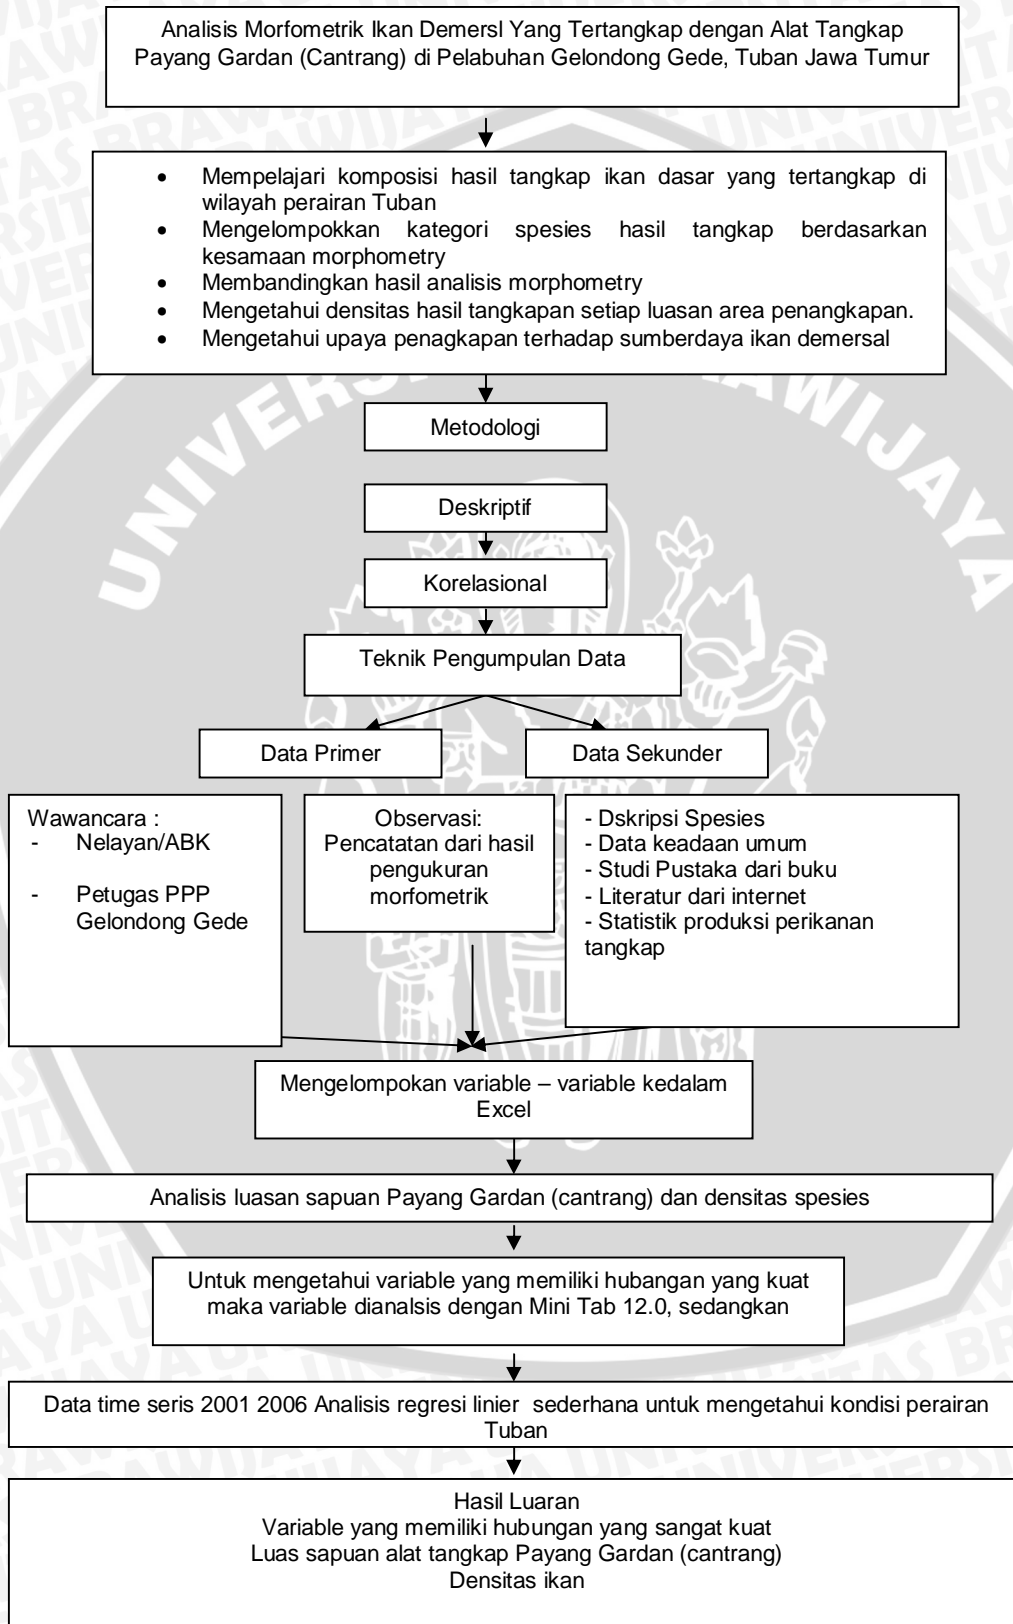 Analisis Morfometrik Ikan Demersl Yang Tertangkap dengan Alat Tangkap
Payang Gardan (Cantrang) di Pelabuhan Gelondong Gede, Tuban Jawa Tumur
• Mempelajari komposisi hasil tangkap ikan dasar yang tertangkap di
wilayah perairan Tuban
• Mengelompokkan kategori spesies hasil tangkap berdasarkan
kesamaan morphometry
• Membandingkan hasil analisis morphometry
• Mengetahui densitas hasil tangkapan setiap luasan area penangkapan.
• Mengetahui upaya penagkapan terhadap sumberdaya ikan demersal
Metodologi
Deskriptif
Korelasional
Teknik Pengumpulan Data
Data Primer
Data Sekunder
Wawancara :
- Nelayan/ABK
- Petugas PPP
Gelondong Gede
Observasi:
Pencatatan dari hasil
pengukuran
morfometrik
- Dskripsi Spesies
- Data keadaan umum
- Studi Pustaka dari buku
- Literatur dari internet
- Statistik produksi perikanan
tangkap
Mengelompokan variable – variable kedalam
Excel
Analisis luasan sapuan Payang Gardan (cantrang) dan densitas spesies
Untuk mengetahui variable yang memiliki hubangan yang kuat
maka variable dianalsis dengan Mini Tab 12.0, sedangkan
Data time seris 2001 2006 Analisis regresi linier sederhana untuk mengetahui kondisi perairan
Tuban
Hasil Luaran
Variable yang memiliki hubungan yang sangat kuat
Luas sapuan alat tangkap Payang Gardan (cantrang)
Densitas ikan